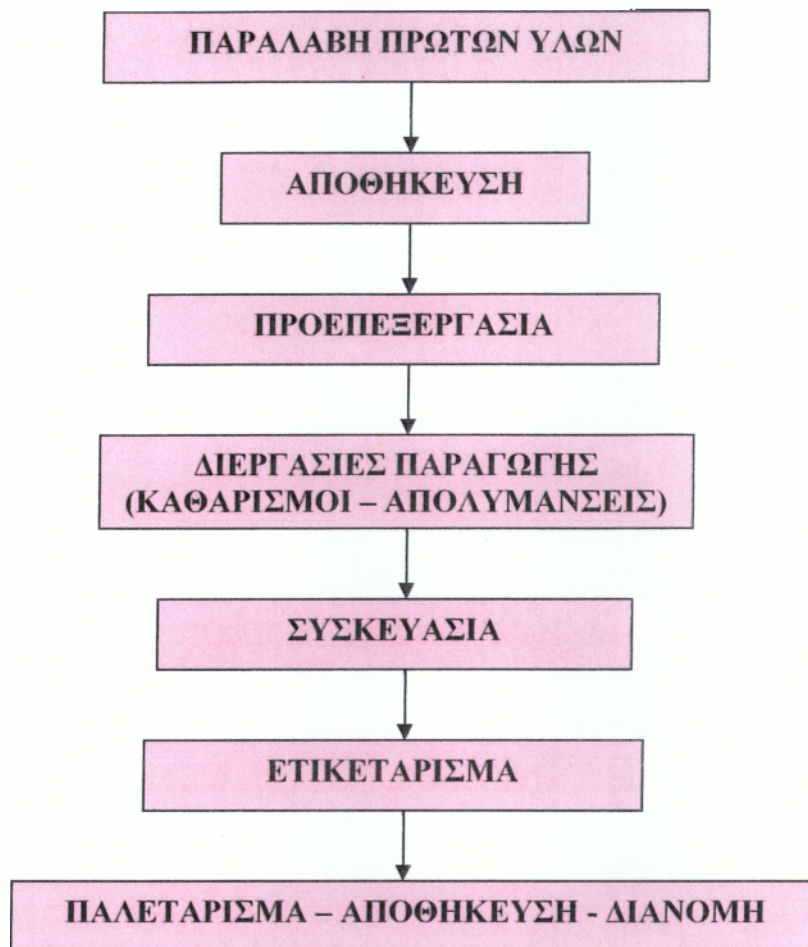 ΠΑΡΑΛΑΒΗ ΠΡΩΤΩΝ ΥΛΩΝ
ΑΠΟΘΗΚΕΥΣΗ
ΠΡΟΕΠΕΞΕΡΓΑΣΙΑ
ΔΙΕΡΓΑΣΙΕΣ ΠΑΡΑΓΩΓΗΣ
(ΚΑΘΑΡΙΣΜΟΙ – ΑΠΟΛΥΜΑΝΣΕΙΣ)
ΣΥΣΚΕΥΑΣΙΑ
ΕΤΙΚΕΤΑΡΙΣΜΑ
ΠΑΛΕΤΑΡΙΣΜΑ – ΑΠΟΘΗΚΕΥΣΗ - ΔΙΑΝΟΜΗ